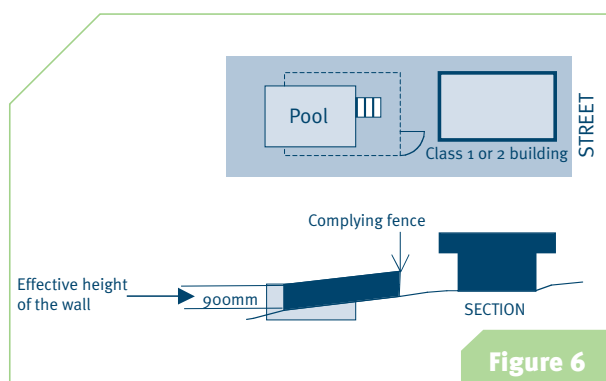 Pool
Class 1 or 2 building
STREET
Complying fence
Effective height
of the wall
900mm
SECTION
Figure 6